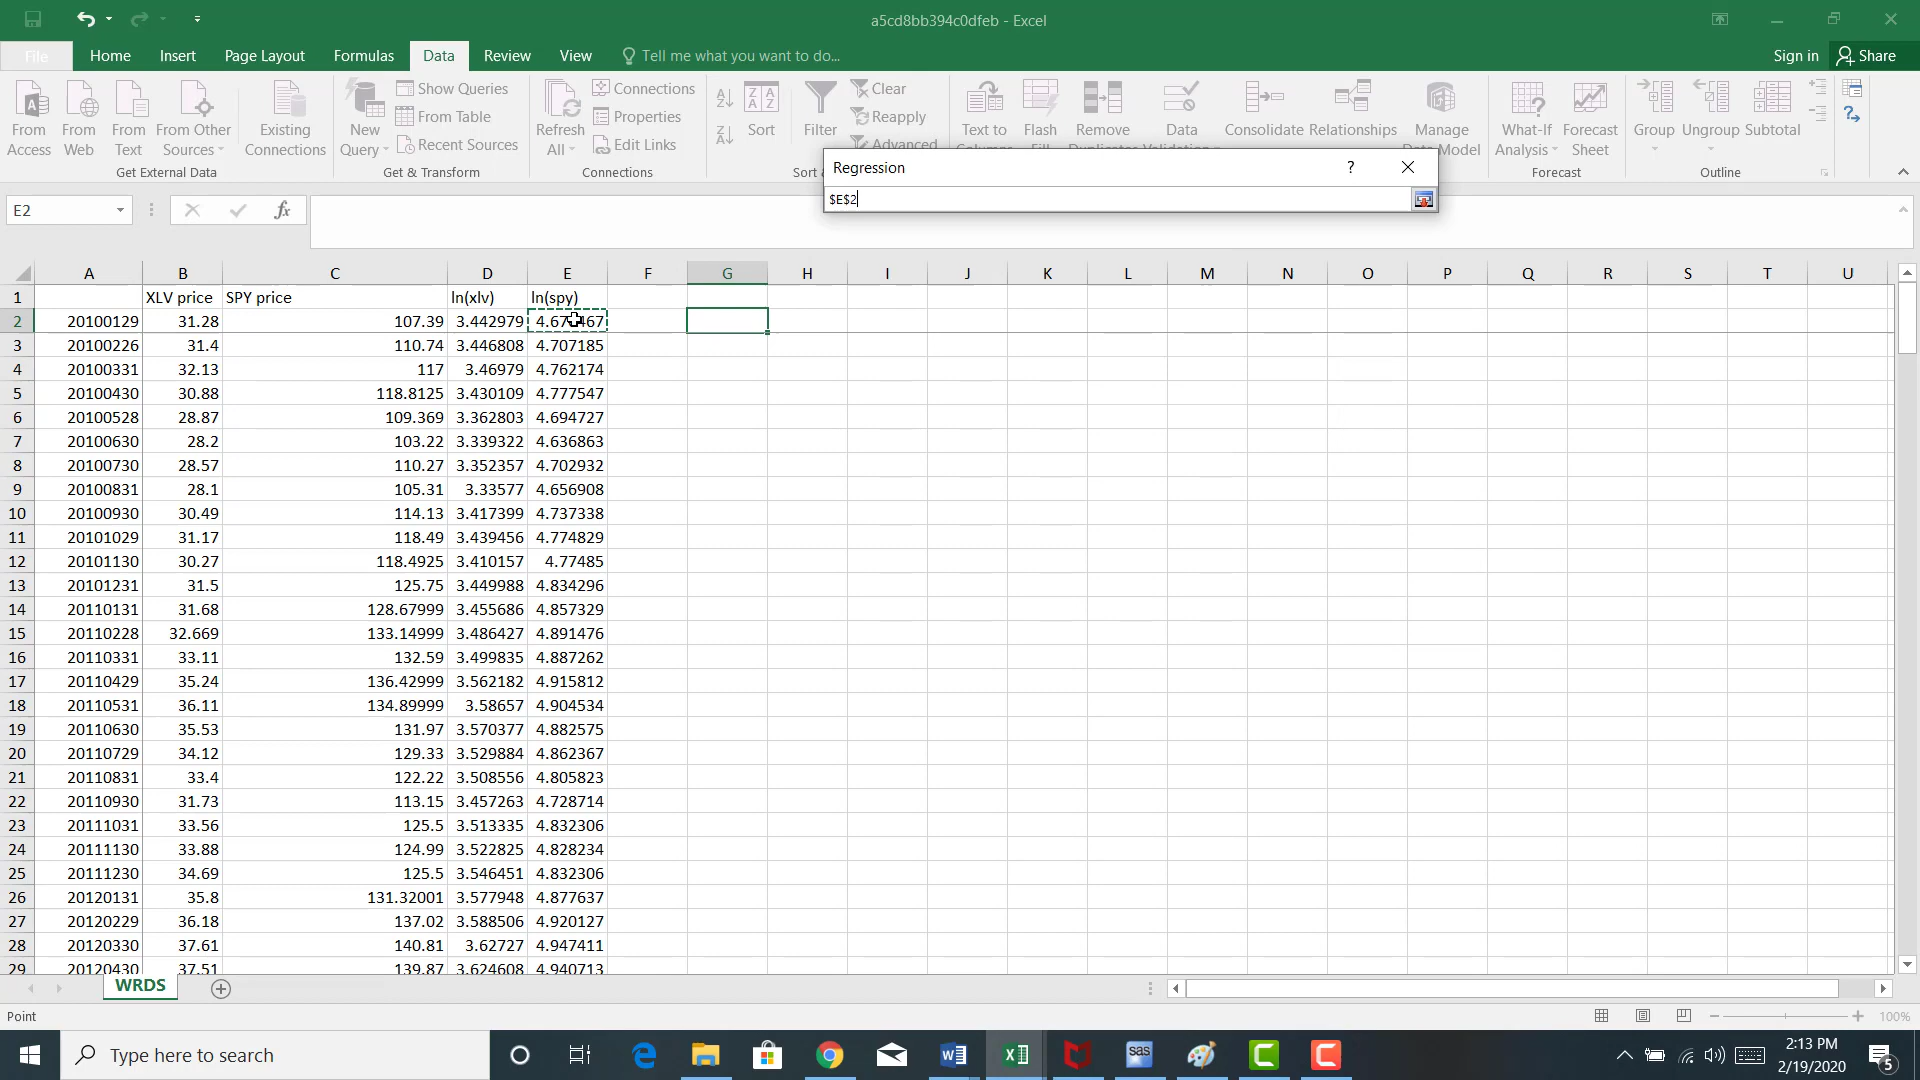 a5cd8bb394c0dfeb - Excel
File Home Insert Page Layout Formulas Data Review View Tell me what you want to do... Sign in Share
From Access
From Web
From Text
From Other Sources
Existing Connections
Get External Data
New Query
Show Queries
From Table
Recent Sources
Get & Transform
Refresh All
Connections
Properties
Edit Links
Connections
Sort
Filter
Clear
Reapply
Advanced
Text to
Flash
Remove
Data
Consolidate
Relationships
Manage
What-If Analysis
Forecast Sheet
Forecast
Group
Ungroup
Subtotal
Outline
Regression ?
$E$2
E2 fx
A B C D E F G H I J K L M N O P Q R S T U
1 XLV price SPY price ln(xlv) ln(spy)
2 20100129 31.28 107.39 3.442979
3 20100226 31.4 110.74 3.446808 4.707185
4 20100331 32.13 117 3.46979 4.762174
5 20100430 30.88 118.8125 3.430109 4.777547
6 20100528 28.87 109.369 3.362803 4.694727
7 20100630 28.2 103.22 3.339322 4.636863
8 20100730 28.57 110.27 3.352357 4.702932
9 20100831 28.1 105.31 3.33577 4.656908
10 20100930 30.49 114.13 3.417399 4.737338
11 20101029 31.17 118.49 3.439456 4.774829
12 20101130 30.27 118.4925 3.410157 4.77485
13 20101231 31.5 125.75 3.449988 4.834296
14 20110131 31.68 128.67999 3.455686 4.857329
15 20110228 32.669 133.14999 3.486427 4.891476
16 20110331 33.11 132.59 3.499835 4.887262
17 20110429 35.24 136.42999 3.562182 4.915812
18 20110531 36.11 134.89999 3.58657 4.904534
19 20110630 35.53 131.97 3.570377 4.882575
20 20110729 34.12 129.33 3.529884 4.862367
21 20110831 33.4 122.22 3.508556 4.805823
22 20110930 31.73 113.15 3.457263 4.728714
23 20111031 33.56 125.5 3.513335 4.832306
24 20111130 33.88 124.99 3.522825 4.828234
25 20111230 34.69 125.5 3.546451 4.832306
26 20120131 35.8 131.32001 3.577948 4.877637
27 20120229 36.18 137.02 3.588506 4.920127
28 20120330 37.61 140.81 3.62727 4.947411
29 20120430 37.51 139.87 3.624608 4.940713
WRDS
Point 100%
Type here to search
sas
2:13 PM
2/19/2020
5